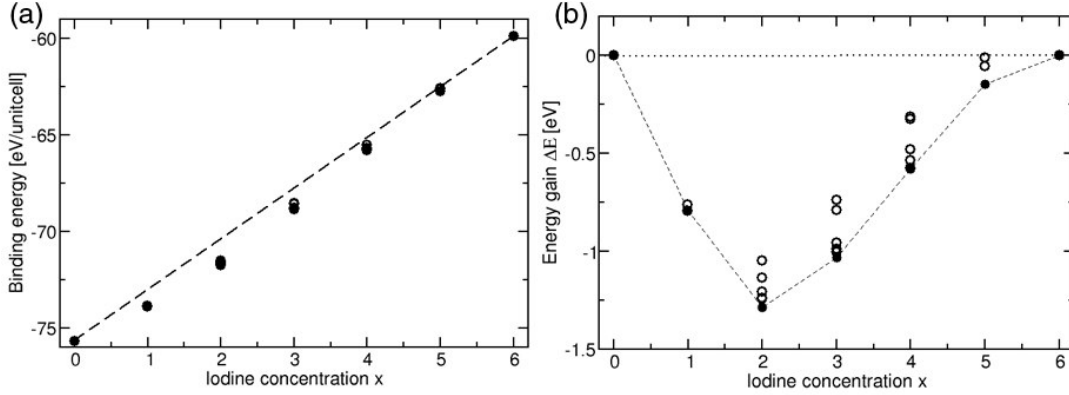 (a)
Binding energy [eV/unitcell]
-60
-65
-70
-75
0 1 2 3 4 5 6
Iodine concentration x
(b)
Energy gain ΔE [eV]
0
-0.5
-1
-1.5
0 1 2 3 4 5 6
Iodine concentration x